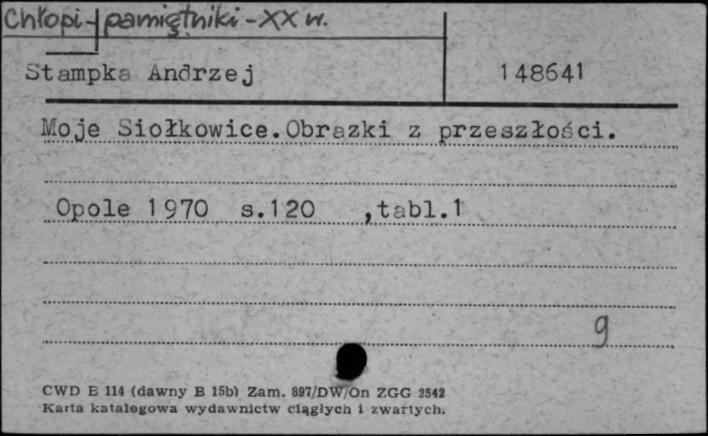 Chłopi - pamiętniki - XX w.
Stampka Andrzej 148641
Moje Siołkowice. Obrazki z przeszłości.
Opole 1970 s.120 ,tabl.1
9
CWD B 114 (dawny B 15b) Zam. 897/DW/On ZGG 2542
Karta katalogowa wydawnictw ciągłych i zwartych.